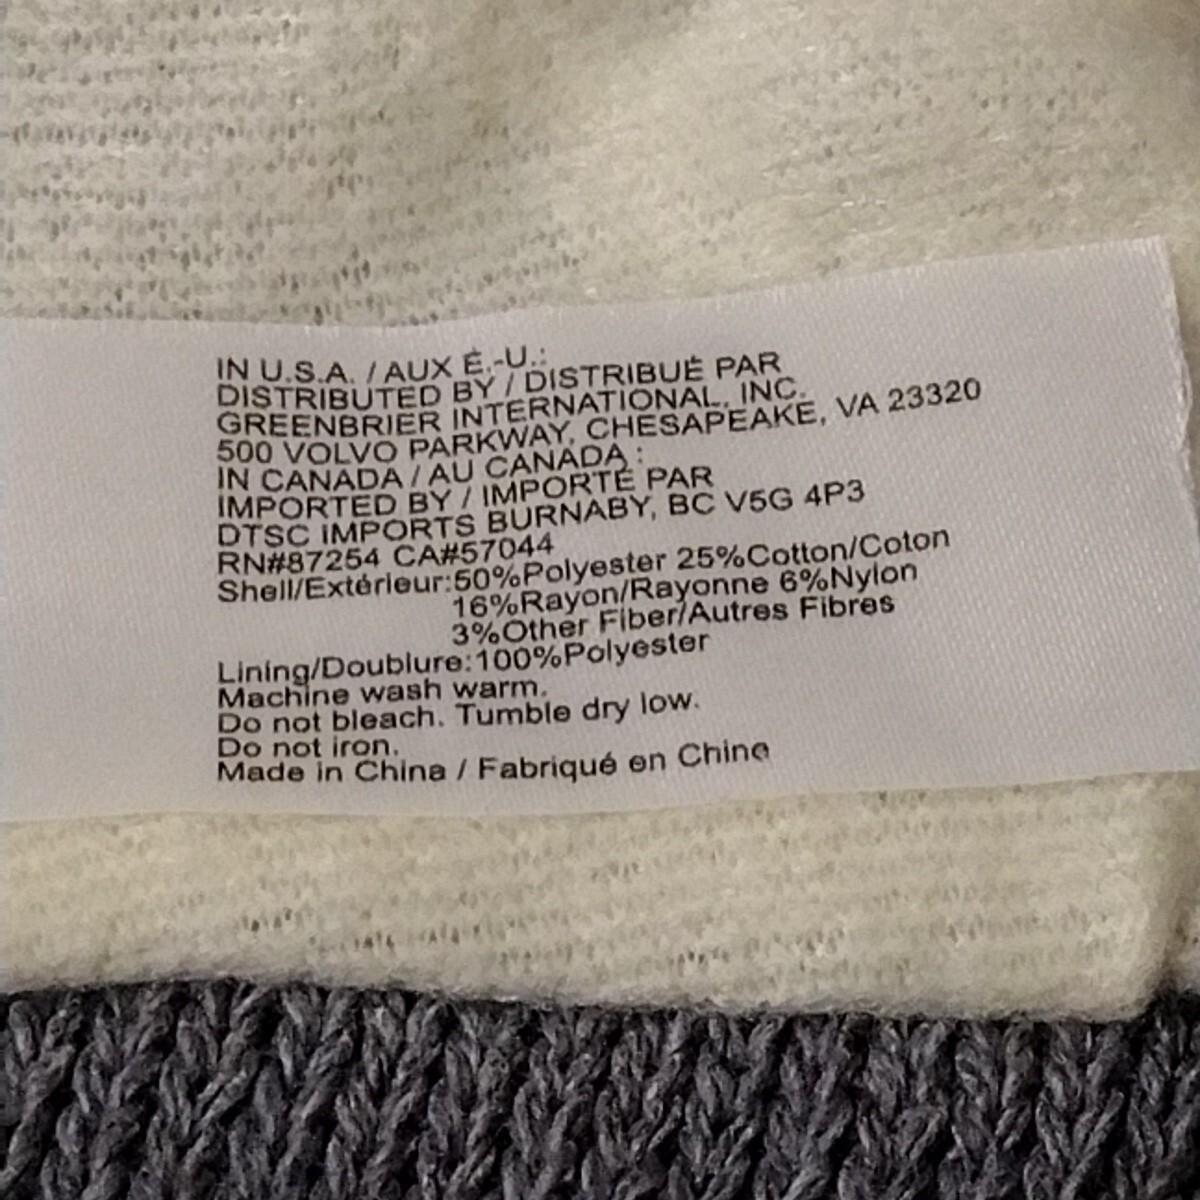 IN U.S.A. / AUX É.-U.:
DISTRIBUTED BY / DISTRIBUÉ PAR
GREENBRIER INTERNATIONAL, INC.
500 VOLVO PARKWAY, CHESAPEAKE, VA 23320
IN CANADA / AU CANADA :
IMPORTED BY / IMPORTÉ PAR
DTSC IMPORTS BURNABY, BC V5G 4P3
RN#87254 CA#57044
Shell/Extérieur:50%Polyester 25%Cotton/Coton
16%Rayon/Rayonne 6%Nylon
3%Other Fiber/Autres Fibres
Lining/Doublure:100%Polyester
Machine wash warm.
Do not bleach. Tumble dry low.
Do not iron.
Made in China / Fabriqué en Chine